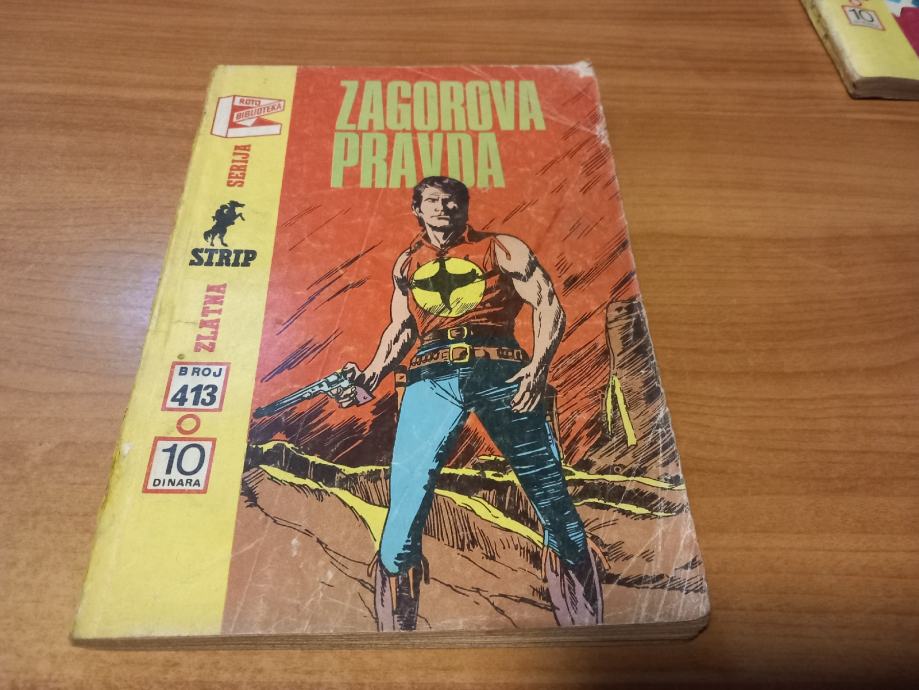 ZAGOROVA
PRAVDA
ROTO
BIBLIOTEKA
ZLATNA SERIJA
STRIP
BROJ
413
10
DINARA
10